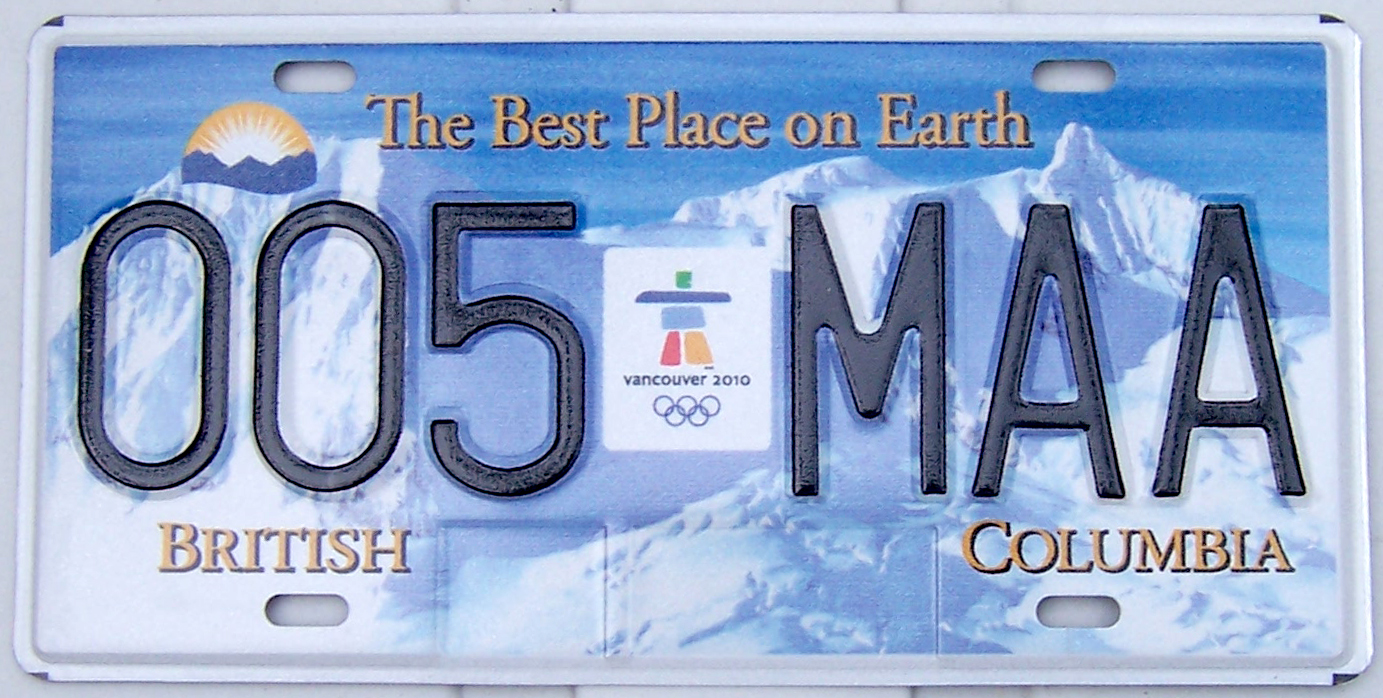 The Best Place on Earth
005 MAA
vancouver 2010
BRITISH COLUMBIA